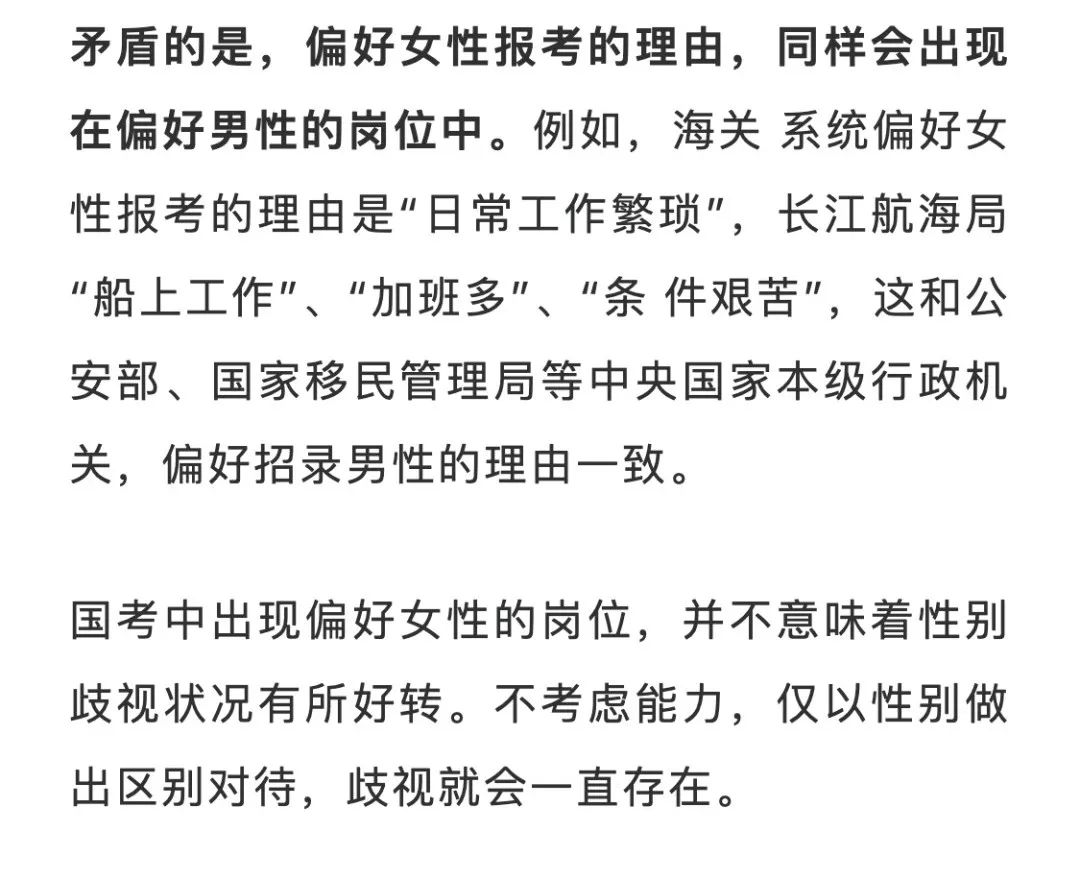 矛盾的是，偏好女性报考的理由，同样会出现
在偏好男性的岗位中。例如，海关 系统偏好女
性报考的理由是“日常工作繁琐”，长江航海局
“船上工作”、“加班多”、“条 件艰苦”，这和公
安部、国家移民管理局等中央国家本级行政机
关，偏好招录男性的理由一致。
国考中出现偏好女性的岗位，并不意味着性别
歧视状况有所好转。不考虑能力，仅以性别做
出区别对待，歧视就会一直存在。